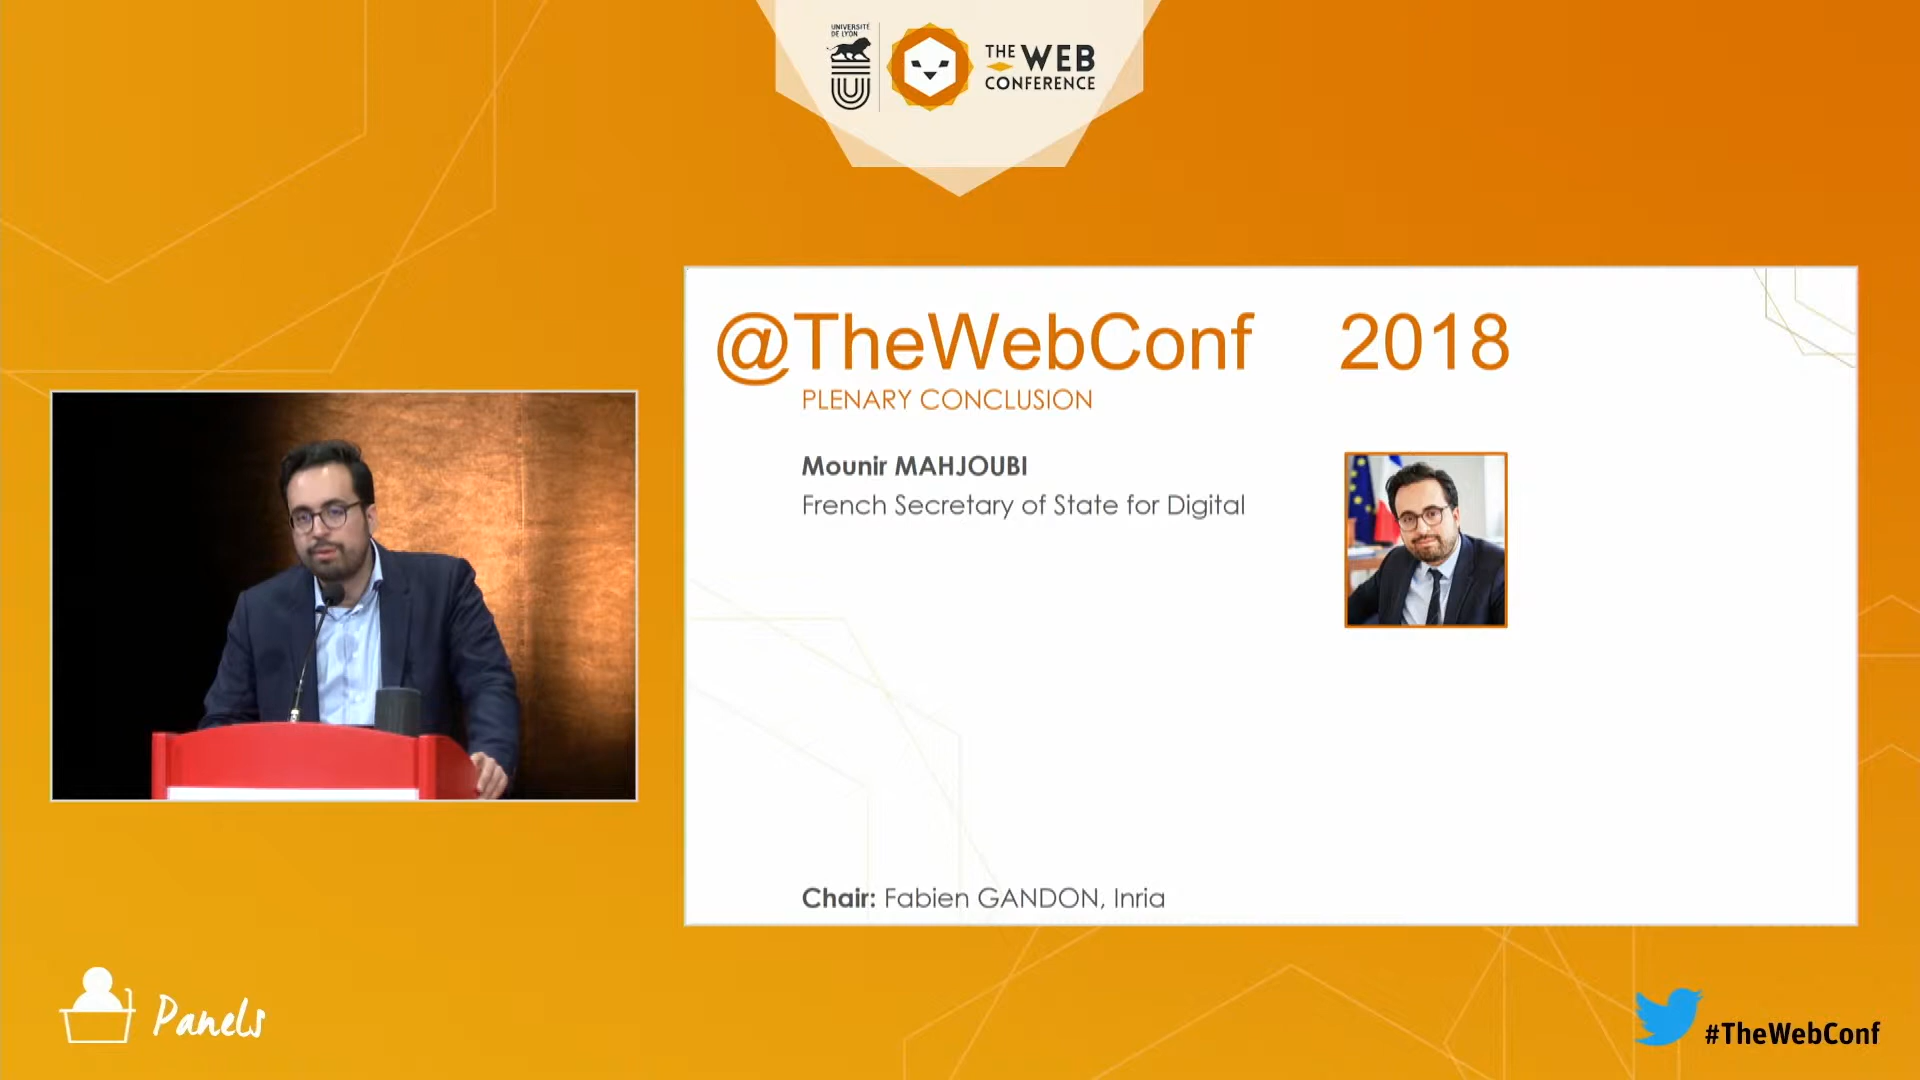 UNIVERSITÉ
DE LYON
THE WEB
CONFERENCE
@TheWebConf 2018
PLENARY CONCLUSION
Mounir MAHJOUBI
French Secretary of State for Digital
Chair: Fabien GANDON, Inria
Panels
#TheWebConf